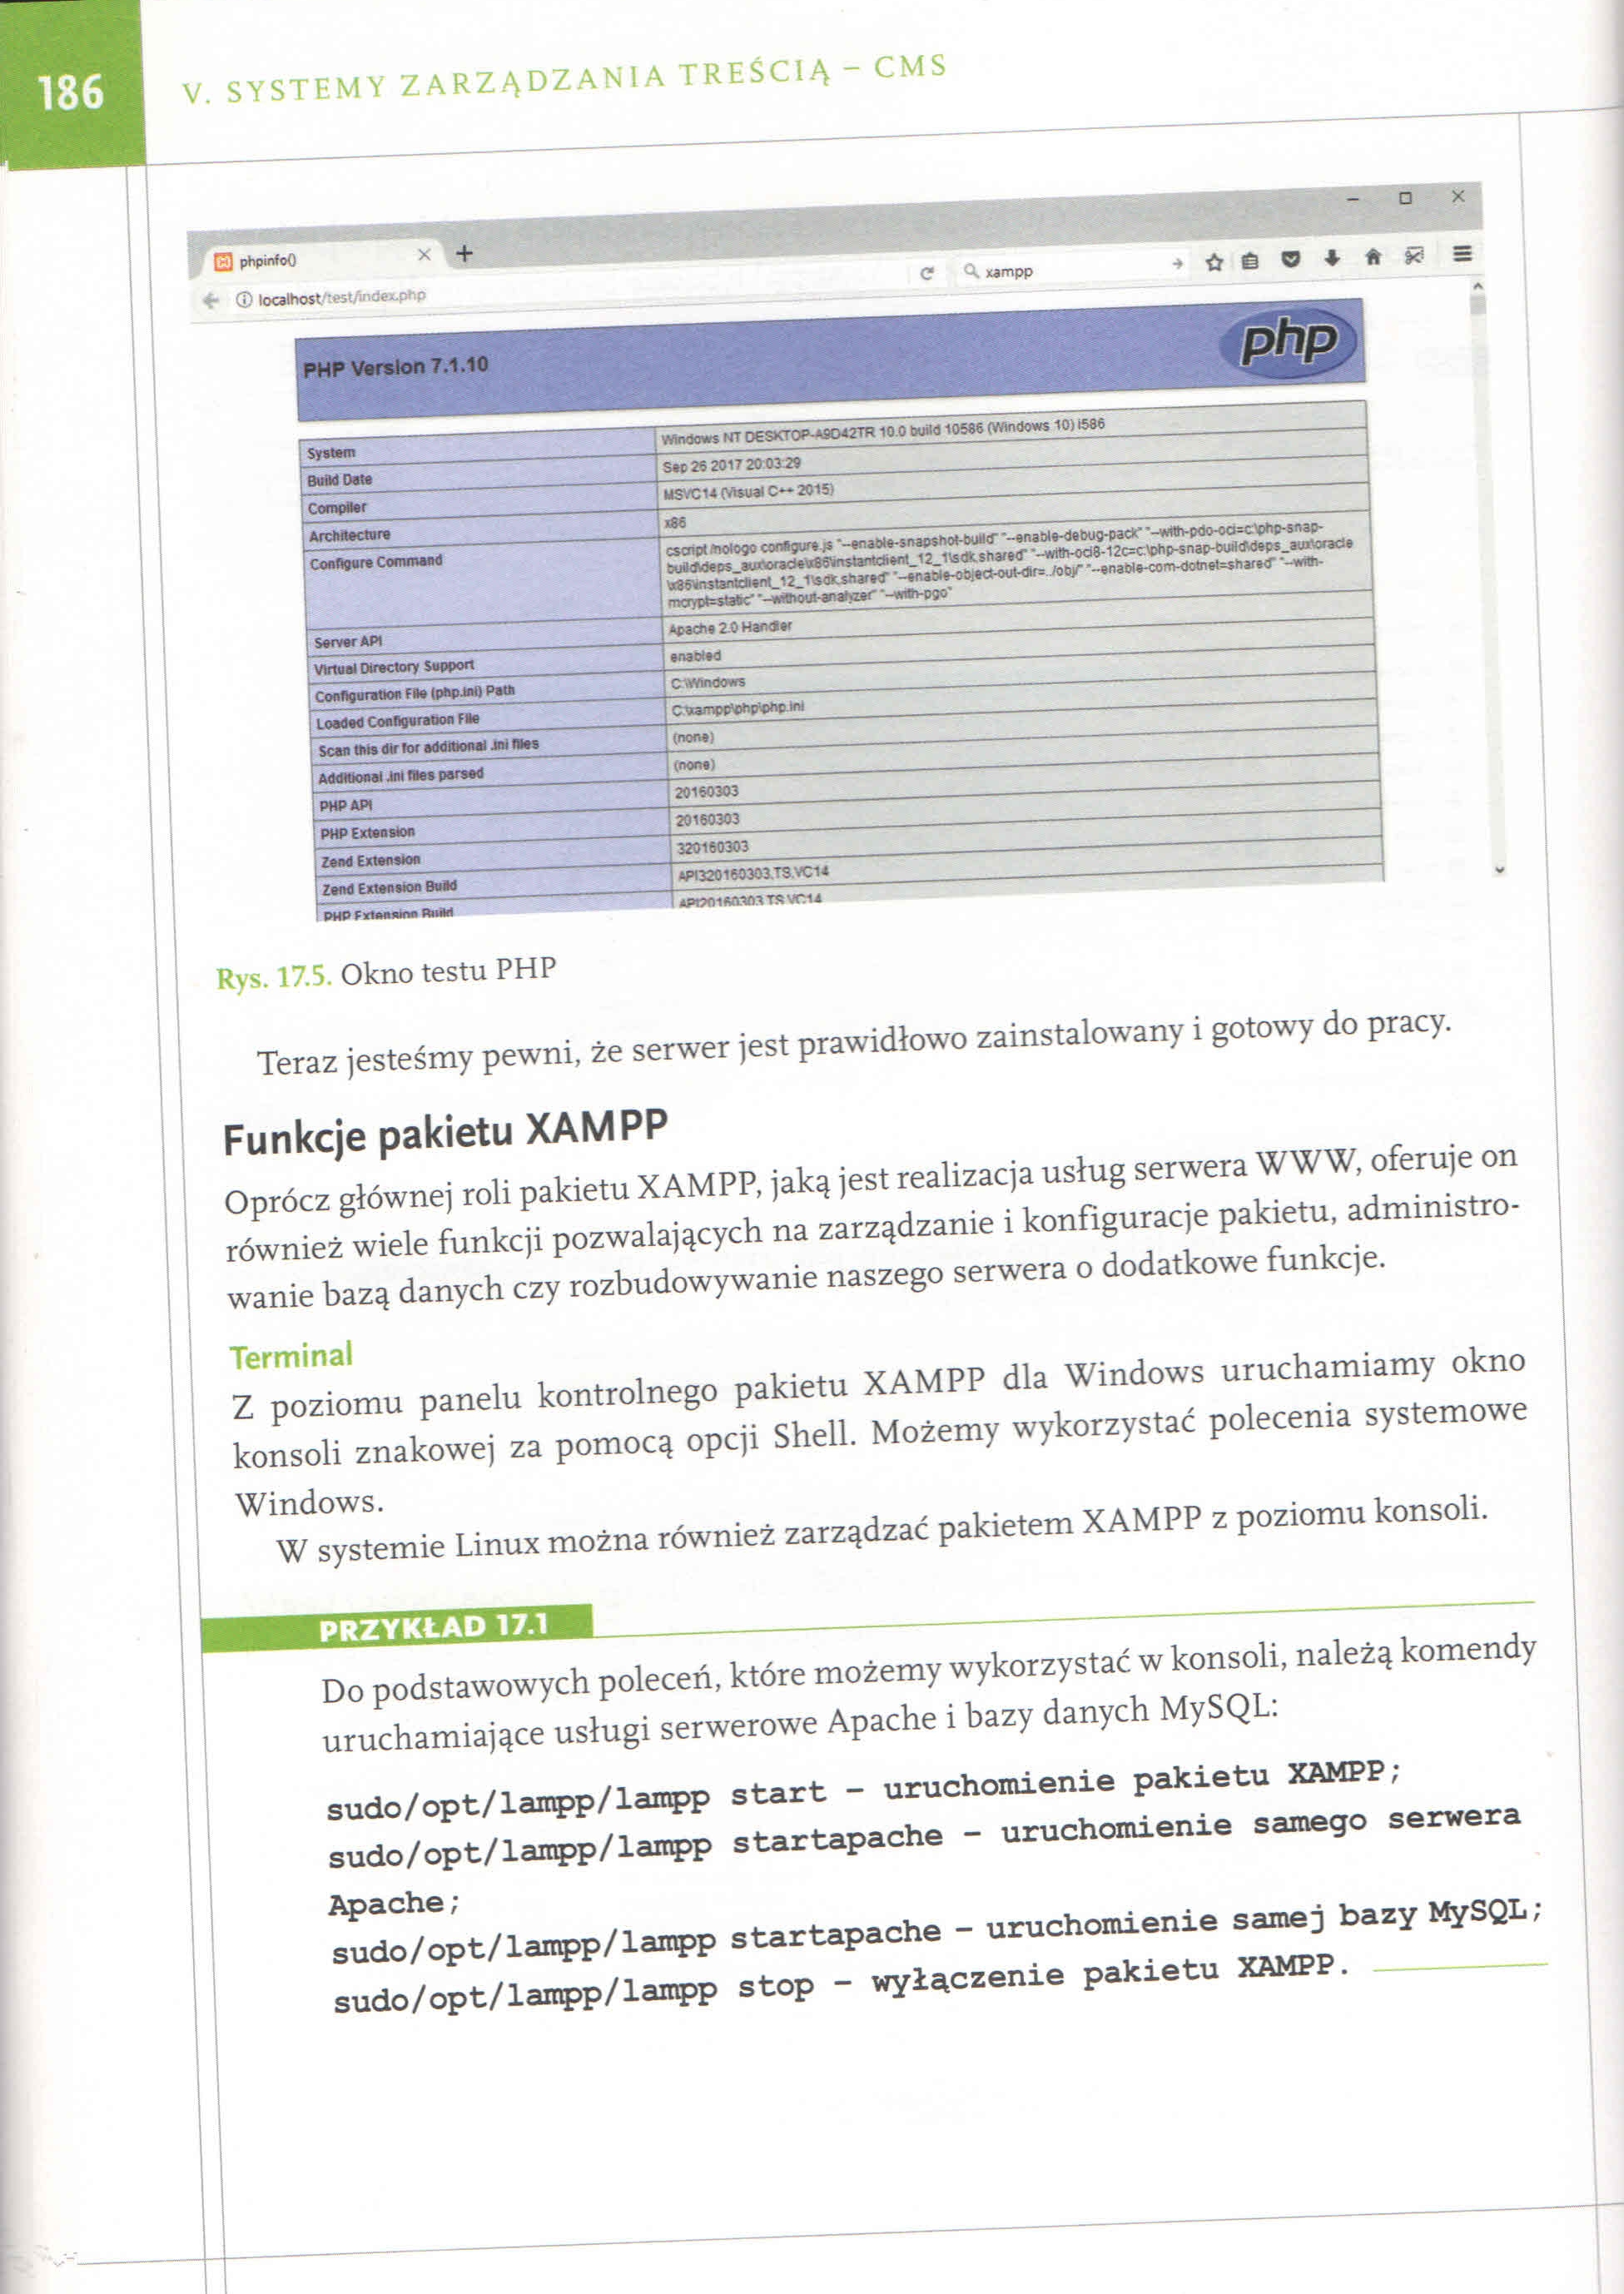 186
V. SYSTEMY ZARZĄDZANIA TREŚCIĄ – CMS
phpinfo()
localhost/test/index.php
xampp
PHP Version 7.1.10
php
System
Windows NT DESKTOP-A9D42TR 10.0 build 10586 (Windows 10) i586
Build Date
Sep 26 2017 20:03:29
Compiler
MSVC14 (Visual C++ 2015)
Architecture
x86
Configure Command
cscript /nologo configure.js "--enable-snapshot-build" "--enable-debug-pack" "--with-pdo-oci=c:\php-snap-
build\deps_aux\oracle\x86\instantclient_12_1\sdk,shared" "--with-oci8-12c=c:\php-snap-build\deps_aux\oracle
\x86\instantclient_12_1\sdk,shared" "--enable-object-out-dir=../obj/" "--enable-com-dotnet=shared" "--with-
mcrypt=static" "--without-analyzer" "--with-pgo"
Server API
Apache 2.0 Handler
Virtual Directory Support
enabled
Configuration File (php.ini) Path
C:\Windows
Loaded Configuration File
C:\xampp\php\php.ini
Scan this dir for additional .ini files
(none)
Additional .ini files parsed
(none)
PHP API
20160303
PHP Extension
20160303
Zend Extension
320160303
Zend Extension Build
API320160303,TS,VC14
PHP Extension Build
API20160303,TS,VC14
Rys. 17.5. Okno testu PHP
Teraz jesteśmy pewni, że serwer jest prawidłowo zainstalowany i gotowy do pracy.
Funkcje pakietu XAMPP
Oprócz głównej roli pakietu XAMPP, jaką jest realizacja usług serwera WWW, oferuje on
również wiele funkcji pozwalających na zarządzanie i konfiguracje pakietu, administro-
wanie bazą danych czy rozbudowywanie naszego serwera o dodatkowe funkcje.
Terminal
Z poziomu panelu kontrolnego pakietu XAMPP dla Windows uruchamiamy okno
konsoli znakowej za pomocą opcji Shell. Możemy wykorzystać polecenia systemowe
Windows.
W systemie Linux można również zarządzać pakietem XAMPP z poziomu konsoli.
PRZYKŁAD 17.1
Do podstawowych poleceń, które możemy wykorzystać w konsoli, należą komendy
uruchamiające usługi serwerowe Apache i bazy danych MySQL:
sudo/opt/lampp/lampp start – uruchomienie pakietu XAMPP;
sudo/opt/lampp/lampp startapache – uruchomienie samego serwera
Apache;
sudo/opt/lampp/lampp startapache – uruchomienie samej bazy MySQL;
sudo/opt/lampp/lampp stop – wyłączenie pakietu XAMPP.